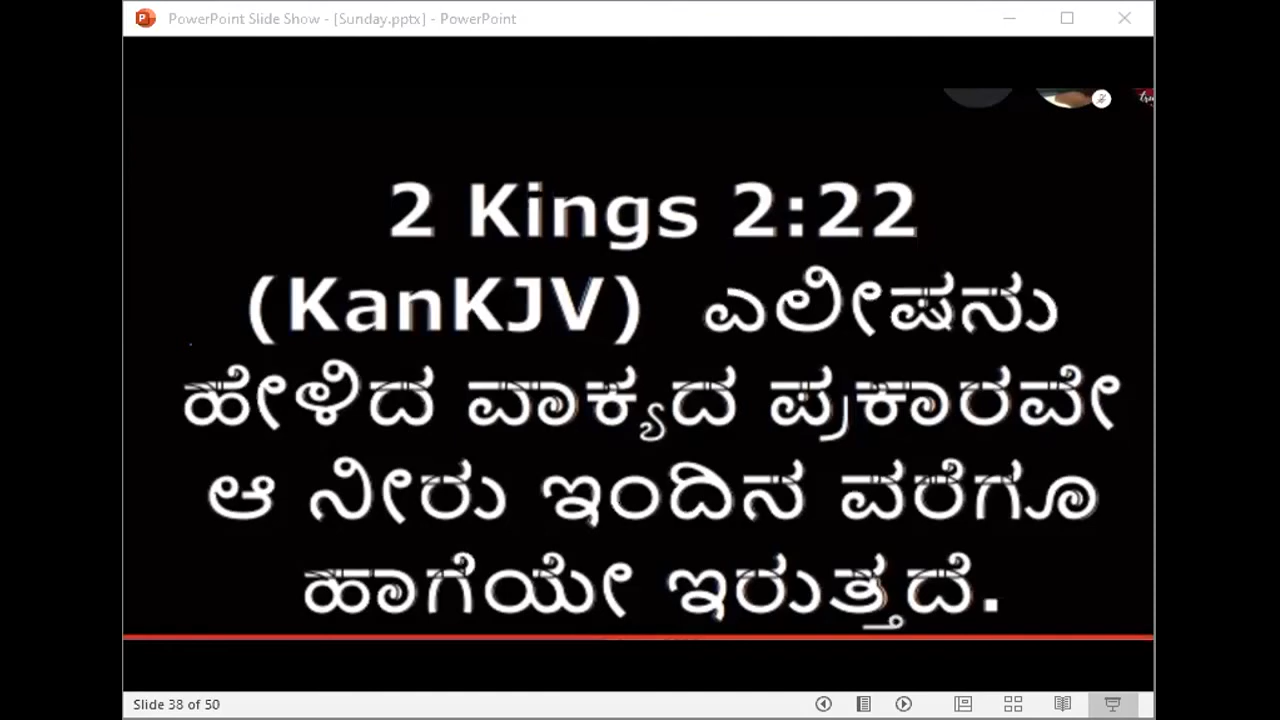 PowerPoint Slide Show - [Sunday.pptx] - PowerPoint
2 Kings 2:22
(KanKJV) ಎಲೀಷನು
ಹೇಳಿದ ವಾಕ್ಯದ ಪ್ರಕಾರವೇ
ಆ ನೀರು ಇಂದಿನ ವರೆಗೂ
ಹಾಗೆಯೇ ಇರುತ್ತದೆ.
Slide 38 of 50